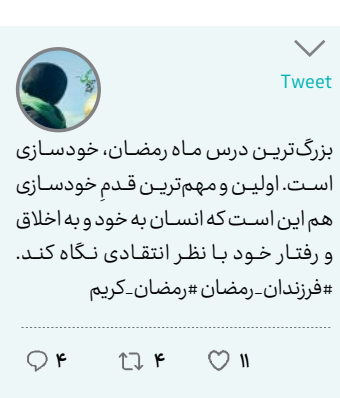 Tweet
بزرگ‌ترین درس ماه رمضان، خودسازی
است. اولین و مهم‌ترین قدمِ خودسازی
هم این است که انسان به خود و به اخلاق
و رفتار خود با نظر انتقادی نگاه کند.
#فرزندان_رمضان #رمضان_کریم
۴ ۴ ۱۱